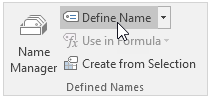 Define Name
Name
Manager
Use in Formula
Create from Selection
Defined Names